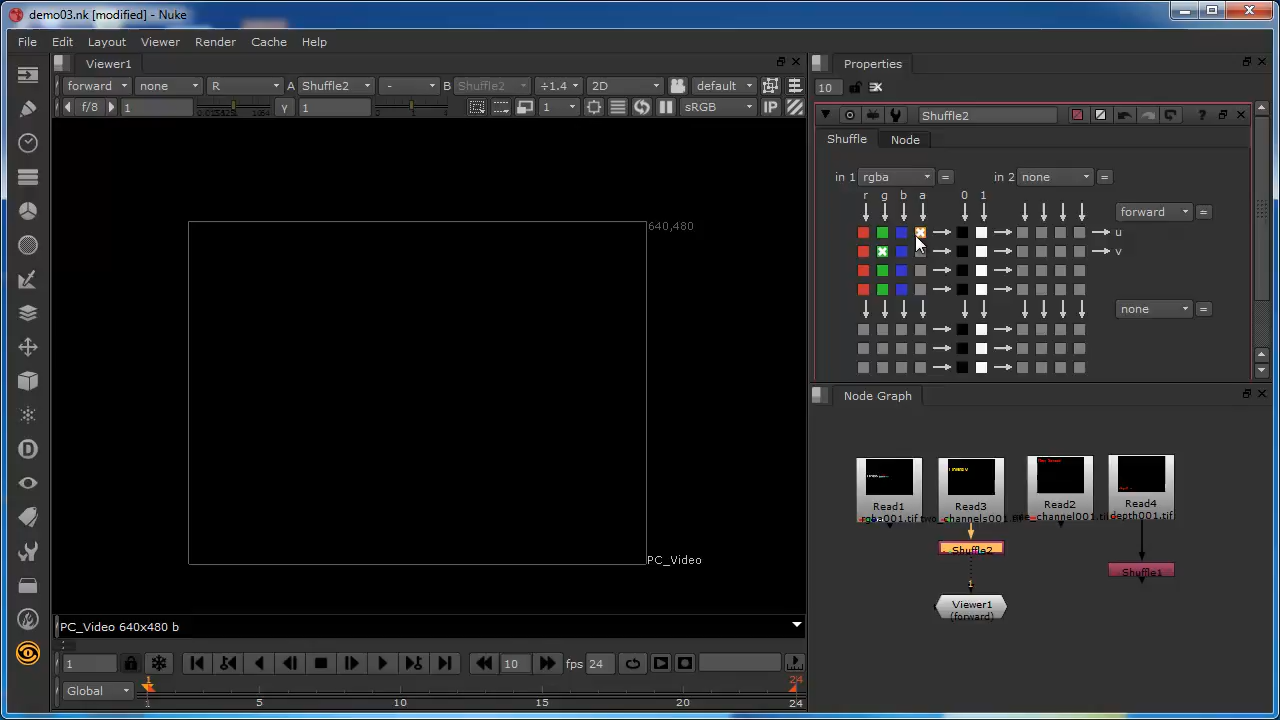 demo03.nk [modified] - Nuke
File Edit Layout Viewer Render Cache Help
Viewer1
forward none R A Shuffle2 - B Shuffle2 ÷1.4 2D default
f/8 1 γ 1 1 sRGB IP
640,480
PC_Video
PC_Video 640x480 b
1 10 fps 24
Global 1 1 5 10 15 20 24 24
Properties
10
Shuffle2 ?
Shuffle Node
in 1 rgba = in 2 none =
r g b a 0 1
forward =
u
v
none =
Node Graph
Read1 Read3 Read2 Read4
Shuffle2
Shuffle1
1
Viewer1
(forward)